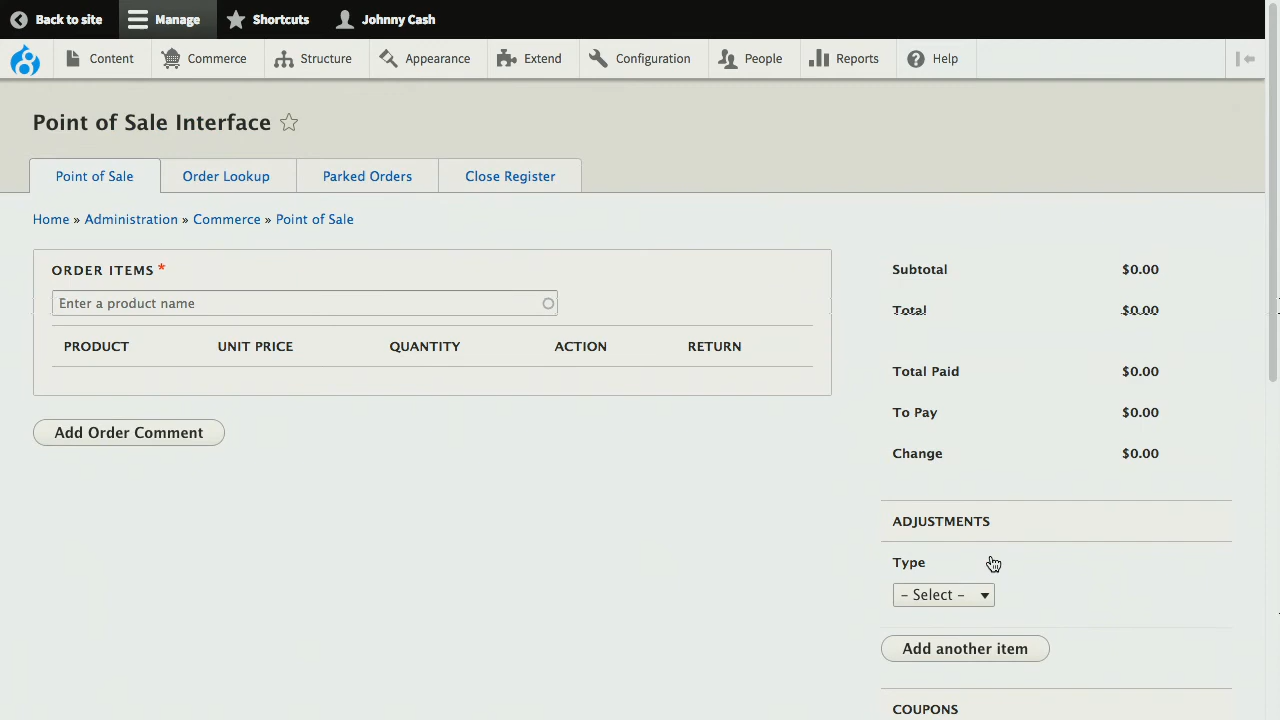 Back to site
Manage
Shortcuts
Johnny Cash
Content
Commerce
Structure
Appearance
Extend
Configuration
People
Reports
Help
Point of Sale Interface
Point of Sale
Order Lookup
Parked Orders
Close Register
Home » Administration » Commerce » Point of Sale
ORDER ITEMS *
Enter a product name
PRODUCT UNIT PRICE QUANTITY ACTION RETURN
Add Order Comment
Subtotal $0.00
Total $0.00
Total Paid $0.00
To Pay $0.00
Change $0.00
ADJUSTMENTS
Type
- Select -
Add another item
COUPONS